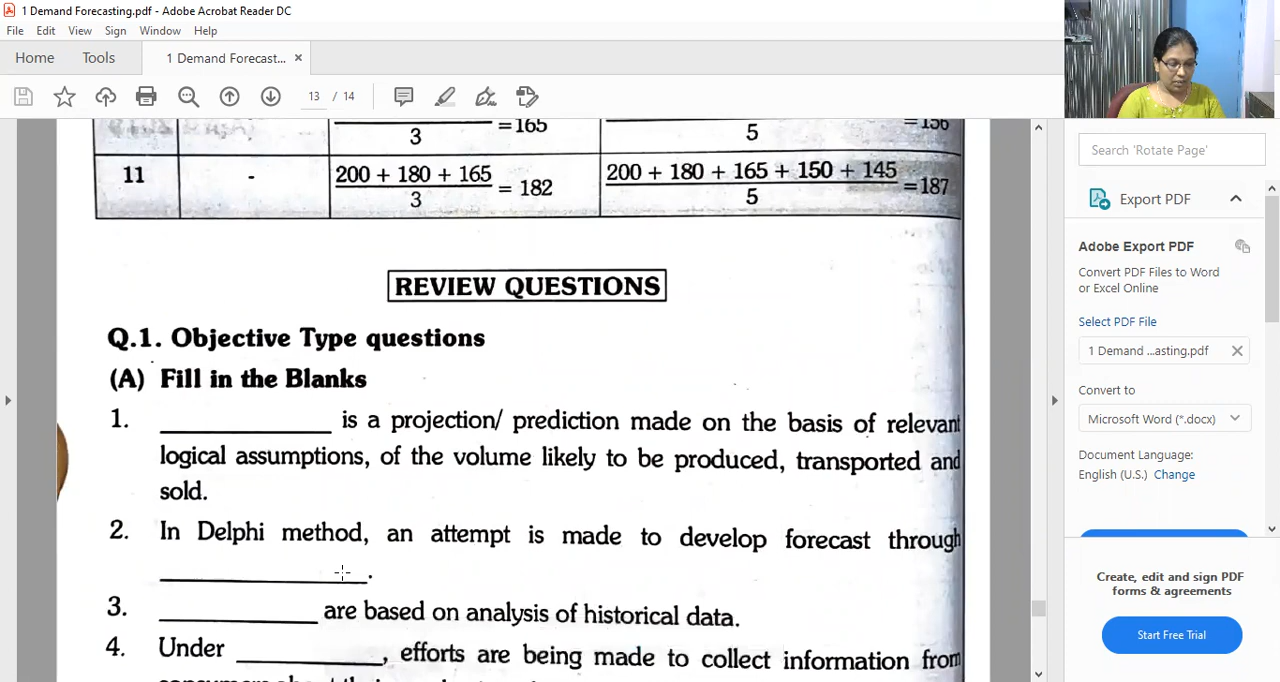 1 Demand Forecasting.pdf - Adobe Acrobat Reader DC
File Edit View Sign Window Help
Home Tools 1 Demand Forecast... ×
13 / 14
Search 'Rotate Page'
Export PDF
Adobe Export PDF
Convert PDF Files to Word
or Excel Online
Select PDF File
1 Demand ...asting.pdf
Convert to
Microsoft Word (*.docx)
Document Language:
English (U.S.) Change
Create, edit and sign PDF
forms & agreements
Start Free Trial
3 =165 5 =156
11 - 200 + 180 + 165 / 3 = 182 200 + 180 + 165 + 150 + 145 / 5 =187
REVIEW QUESTIONS
Q.1. Objective Type questions
(A) Fill in the Blanks
1. ____________ is a projection/ prediction made on the basis of relevant
logical assumptions, of the volume likely to be produced, transported and
sold.
2. In Delphi method, an attempt is made to develop forecast through
____________.
3. ____________ are based on analysis of historical data.
4. Under ____________, efforts are being made to collect information from